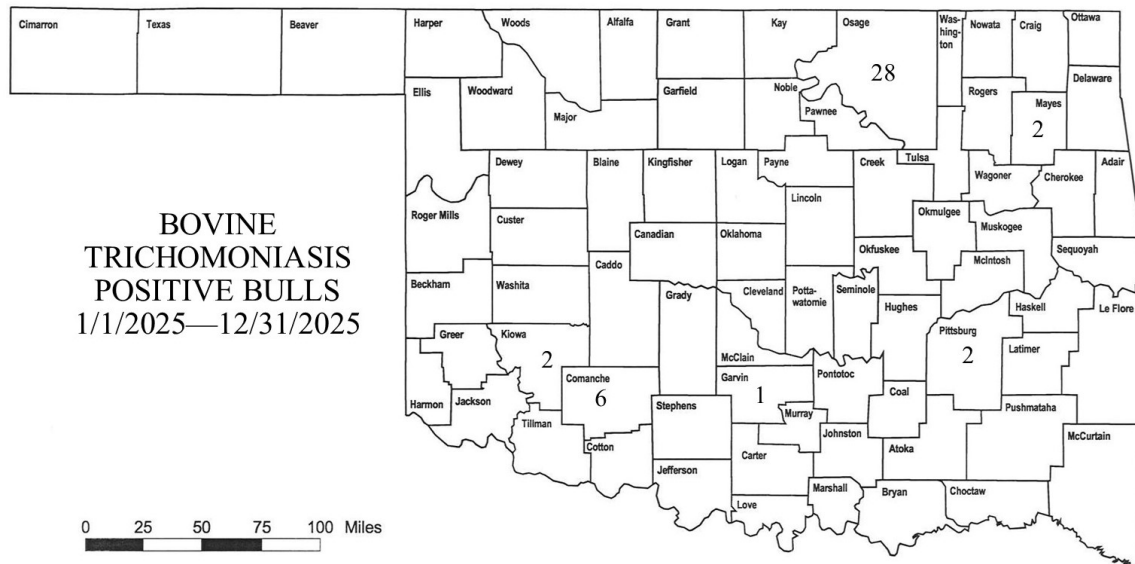 Cimarron
Texas
Beaver
Harper
Woods
Alfalfa
Grant
Kay
Osage
Was-
hing-
ton
Nowata
Craig
Ottawa
28
Ellis
Woodward
Major
Garfield
Noble
Pawnee
Rogers
Mayes
2
Delaware
Dewey
Blaine
Kingfisher
Logan
Payne
Creek
Tulsa
Wagoner
Cherokee
Adair
Roger Mills
Custer
Lincoln
Okmulgee
Muskogee
Canadian
Oklahoma
Okfuskee
McIntosh
Sequoyah
BOVINE
TRICHOMONIASIS
POSITIVE BULLS
1/1/2025—12/31/2025
Beckham
Washita
Caddo
Grady
Cleveland
Potta-
watomie
Seminole
Hughes
Haskell
Le Flore
Greer
Kiowa
2
McClain
Pittsburg
2
Latimer
Harmon
Jackson
Comanche
6
Garvin
1
Pontotoc
Coal
Pushmataha
Tillman
Stephens
Murray
Cotton
Carter
Johnston
Atoka
McCurtain
Jefferson
Love
Marshall
Bryan
Choctaw
0 25 50 75 100 Miles